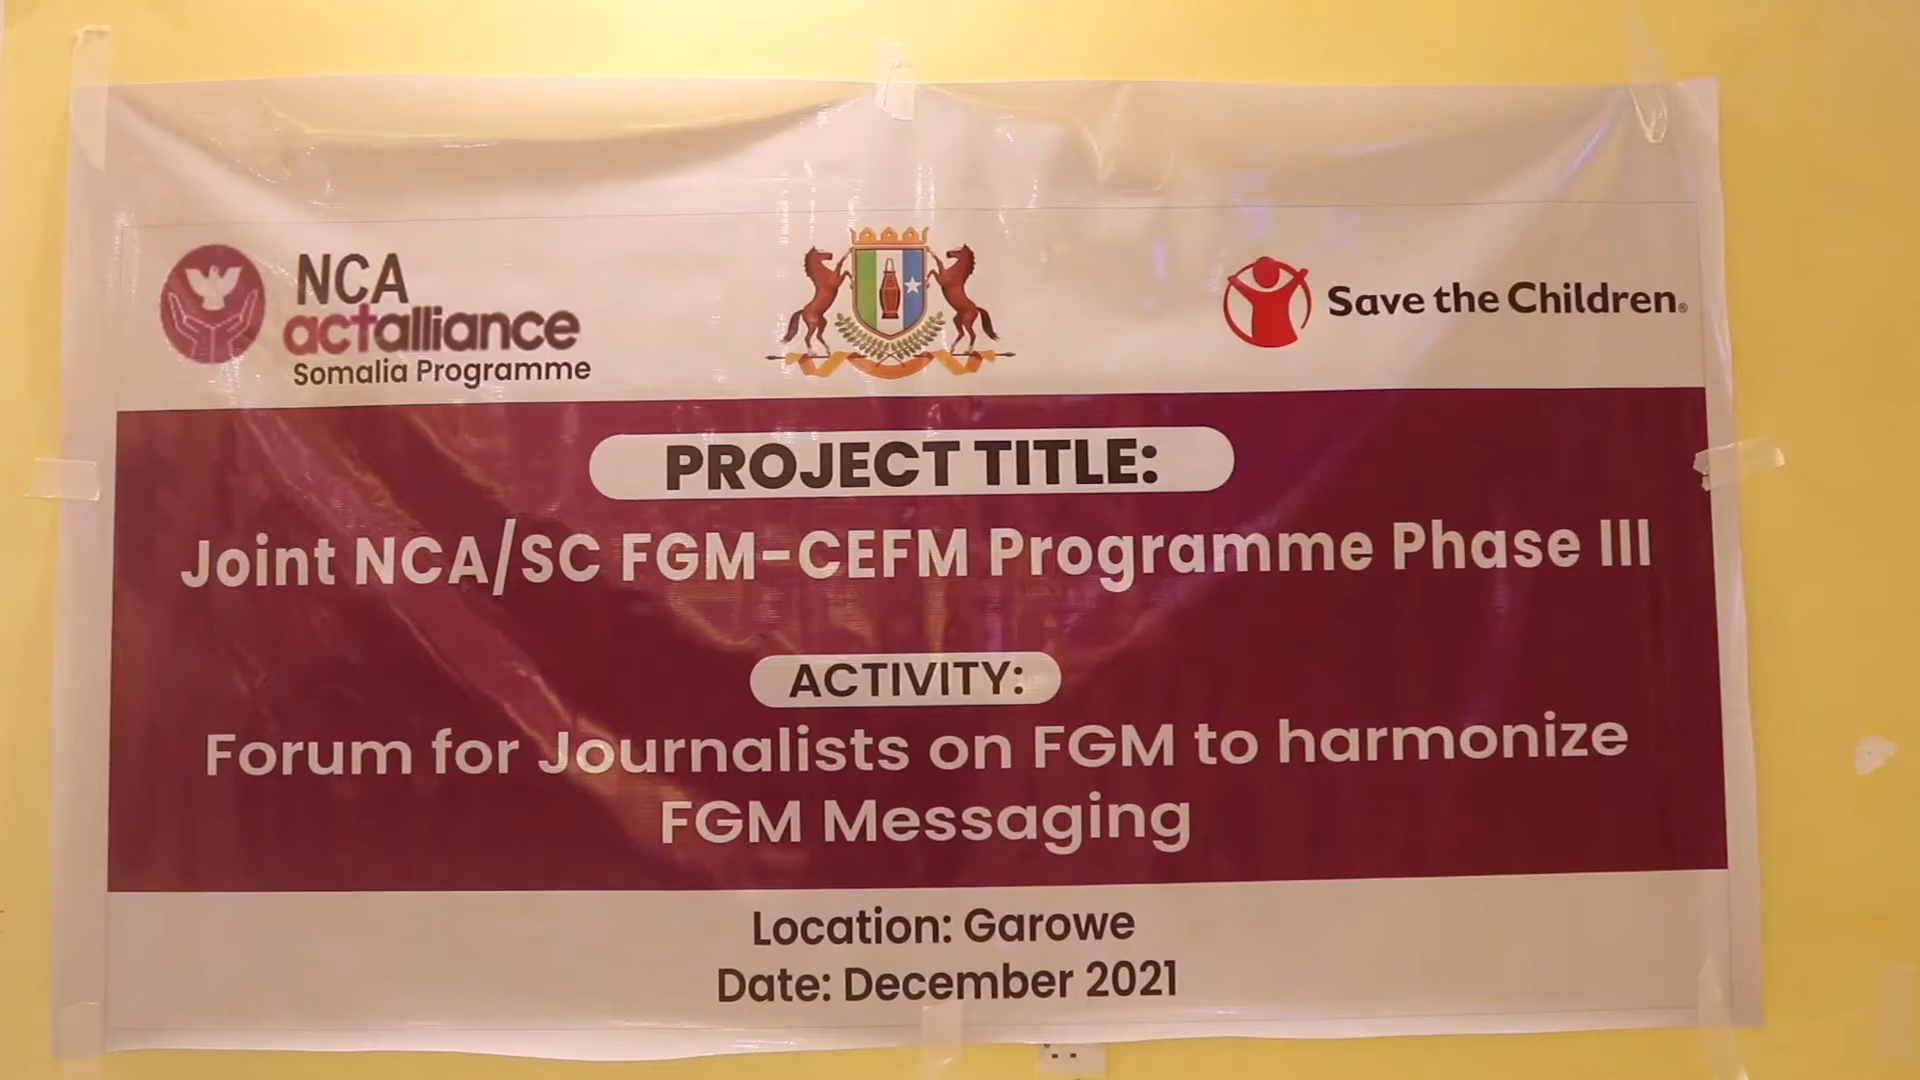 NCA
actalliance
Somalia Programme
Save the Children®
PROJECT TITLE:
Joint NCA/SC FGM-CEFM Programme Phase III
ACTIVITY:
Forum for Journalists on FGM to harmonize
FGM Messaging
Location: Garowe
Date: December 2021